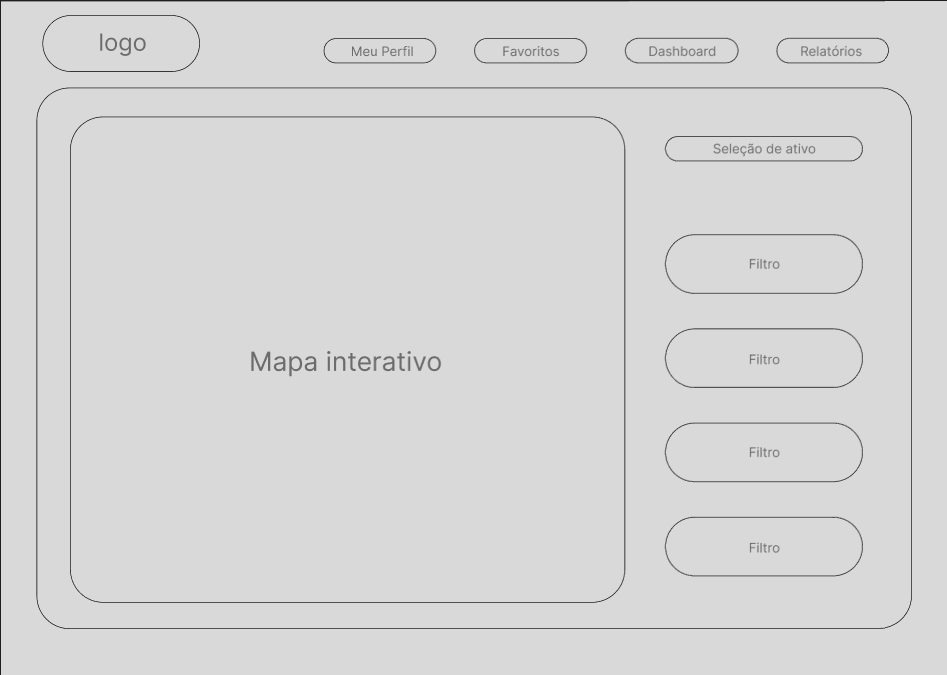 logo
Meu Perfil
Favoritos
Dashboard
Relatórios
Seleção de ativo
Filtro
Mapa interativo
Filtro
Filtro
Filtro